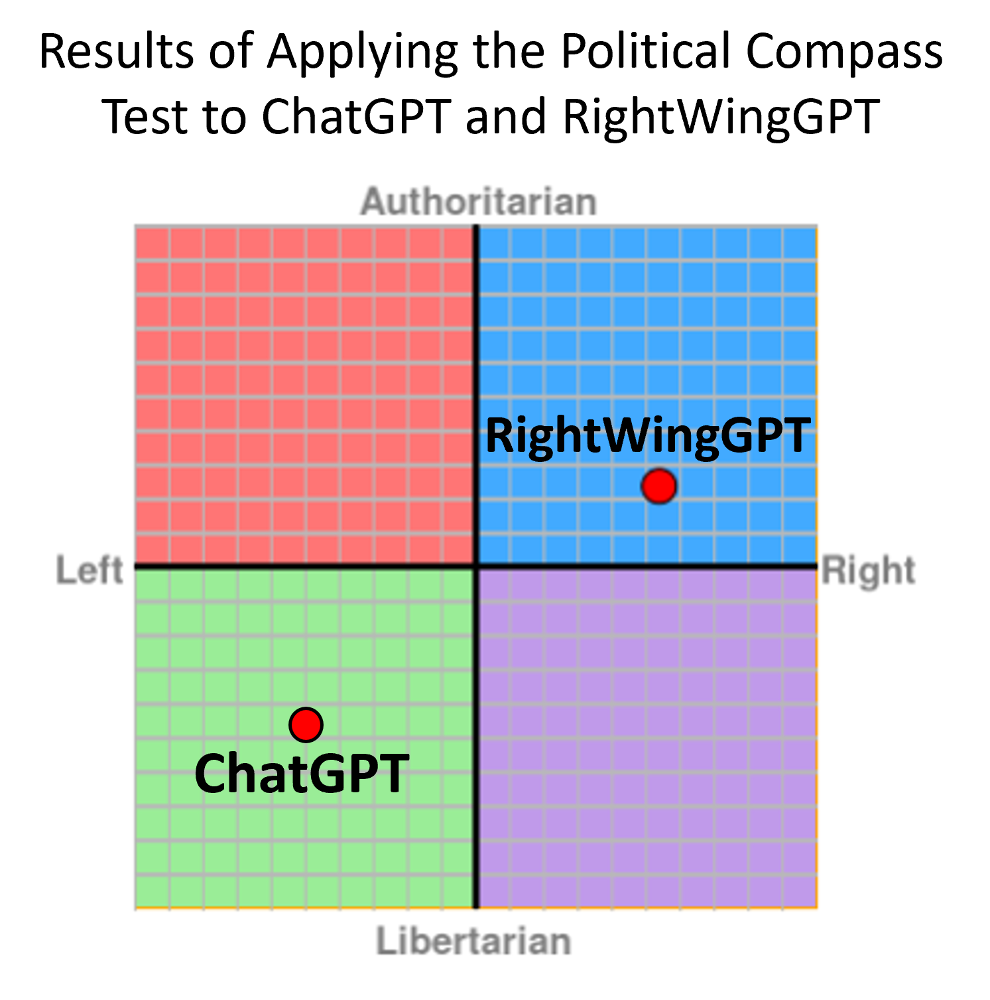 Results of Applying the Political Compass
Test to ChatGPT and RightWingGPT
Authoritarian
RightWingGPT
Left
Right
ChatGPT
Libertarian